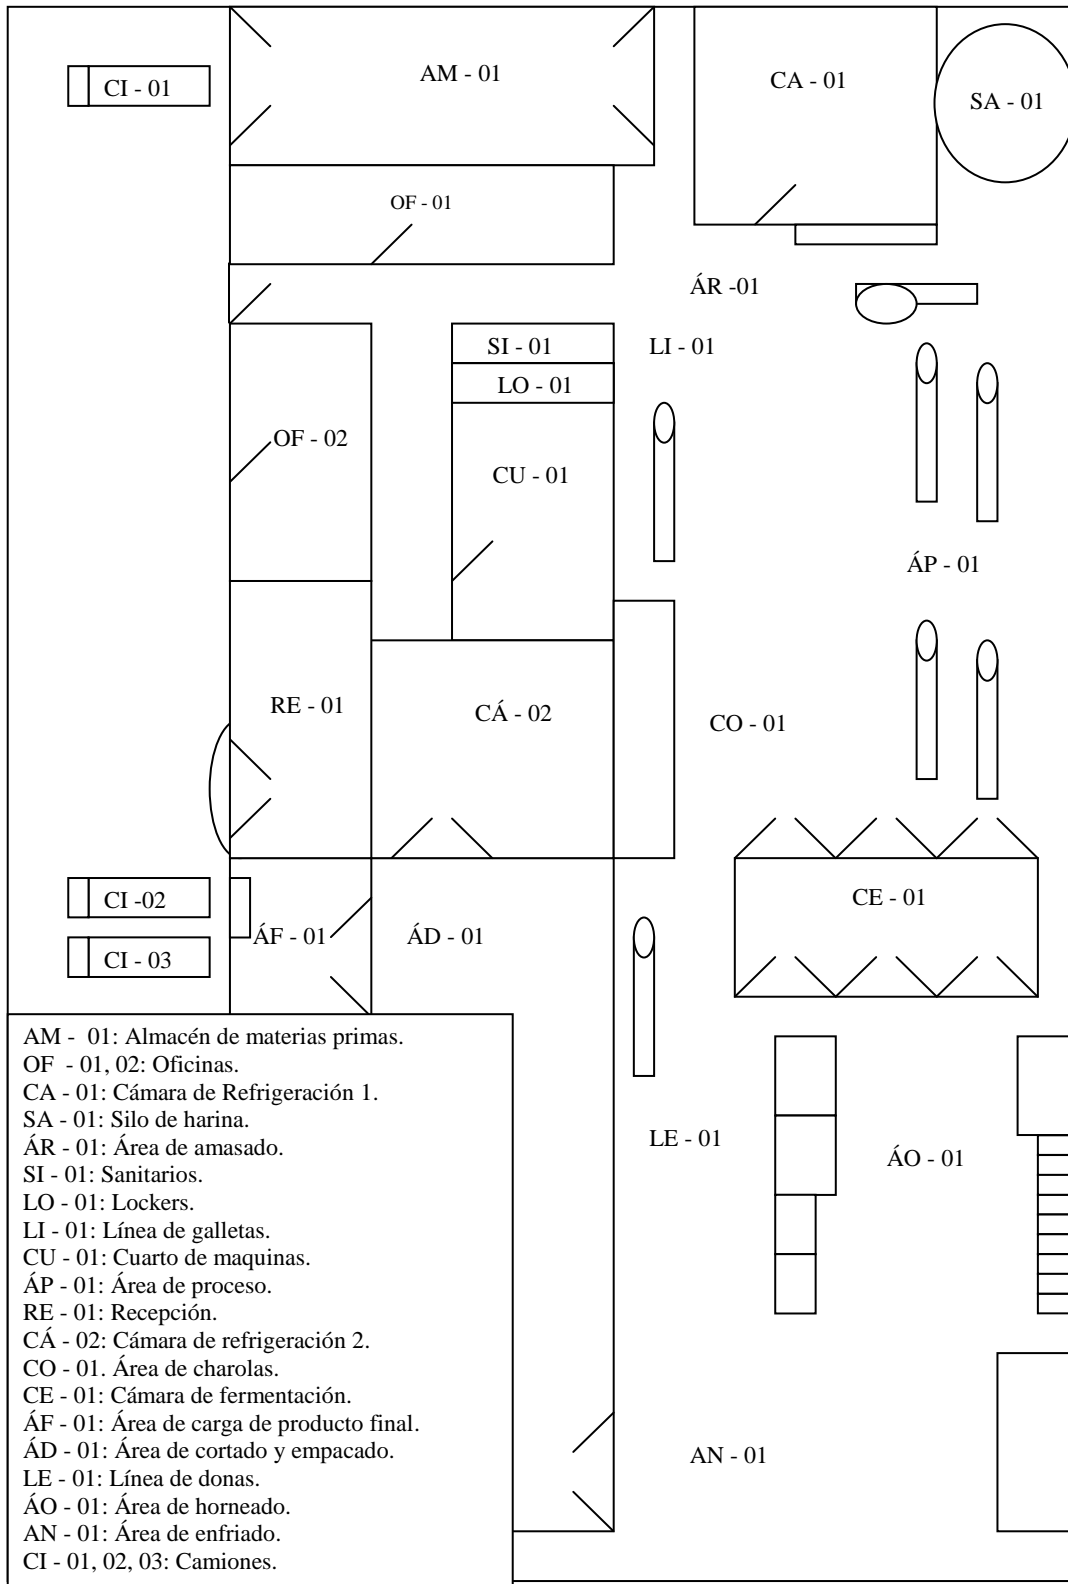 AM - 01
CA - 01
CI - 01
SA - 01
OF - 01
ÁR -01
SI - 01
LI - 01
LO - 01
OF - 02
CU - 01
ÁP - 01
RE - 01
CÁ - 02
CO - 01
CI -02
CE - 01
ÁF - 01
ÁD - 01
CI - 03
LE - 01
ÁO - 01
AN - 01
AM - 01: Almacén de materias primas.
OF - 01, 02: Oficinas.
CA - 01: Cámara de Refrigeración 1.
SA - 01: Silo de harina.
ÁR - 01: Área de amasado.
SI - 01: Sanitarios.
LO - 01: Lockers.
LI - 01: Línea de galletas.
CU - 01: Cuarto de maquinas.
ÁP - 01: Área de proceso.
RE - 01: Recepción.
CÁ - 02: Cámara de refrigeración 2.
CO - 01. Área de charolas.
CE - 01: Cámara de fermentación.
ÁF - 01: Área de carga de producto final.
ÁD - 01: Área de cortado y empacado.
LE - 01: Línea de donas.
ÁO - 01: Área de horneado.
AN - 01: Área de enfriado.
CI - 01, 02, 03: Camiones.